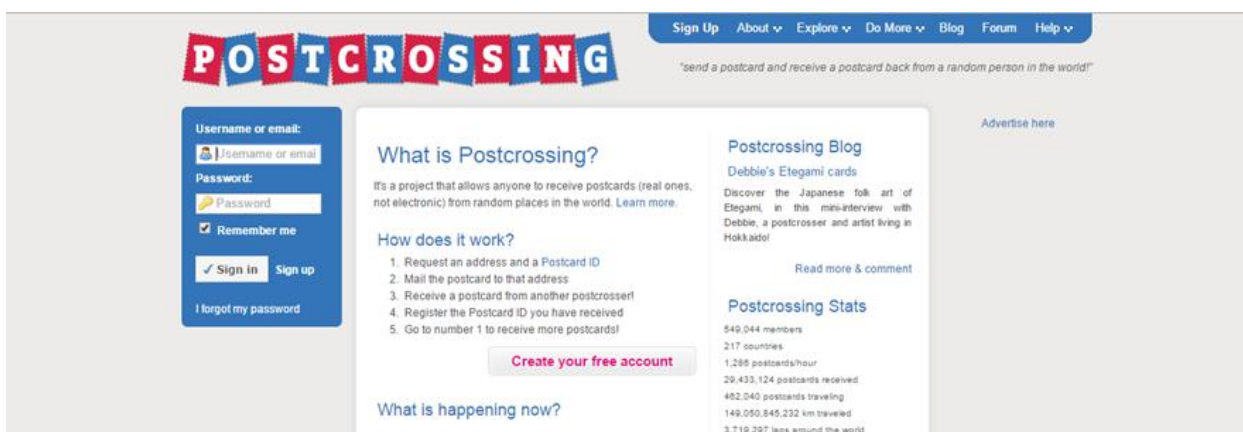 Sign Up About Explore Do More Blog Forum Help
POSTCROSSING
"send a postcard and receive a postcard back from a random person in the world!"
Username or email:
Username or emai
Password:
Password
Remember me
Sign in Sign up
I forgot my password
What is Postcrossing?
It's a project that allows anyone to receive postcards (real ones,
not electronic) from random places in the world. Learn more.
How does it work?
1. Request an address and a Postcard ID
2. Mail the postcard to that address
3. Receive a postcard from another postcrosser!
4. Register the Postcard ID you have received
5. Go to number 1 to receive more postcards!
Create your free account
What is happening now?
Postcrossing Blog
Debbie's Etegami cards
Discover the Japanese folk art of
Etegami, in this mini-interview with
Debbie, a postcrosser and artist living in
Hokkaido!
Read more & comment
Postcrossing Stats
549,044 members
217 countries
1,286 postcards/hour
29,433,124 postcards received
462,040 postcards traveling
149,050,845,232 km traveled
3,719,297 laps around the world
Advertise here